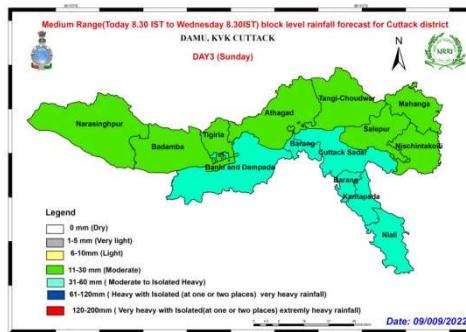 Medium Range(Today 8.30 IST to Wednesday 8.30IST) block level rainfall forecast for Cuttack district
DAMU, KVK CUTTACK
DAY3 (Sunday)
N
NRRI
Tangi-Choudwar
Athagad
Mahanga
Narasinghpur
Tigiria
Salepur
Badamba
Barang
Cuttack Sadar
Nischintakoili
Banki and Dampada
Barang
Kantapada
Niali
Legend
0 mm (Dry)
1-5 mm (Very light)
6-10mm (Light)
11-30 mm (Moderate)
31-60 mm ( Moderate to Isolated Heavy)
61-120mm ( Heavy with Isolated(at one or two places) very heavy rainfall)
120-200mm ( Very heavy with Isolated(at one or two places) extremly heavy rainfall)
Date: 09/009/2022